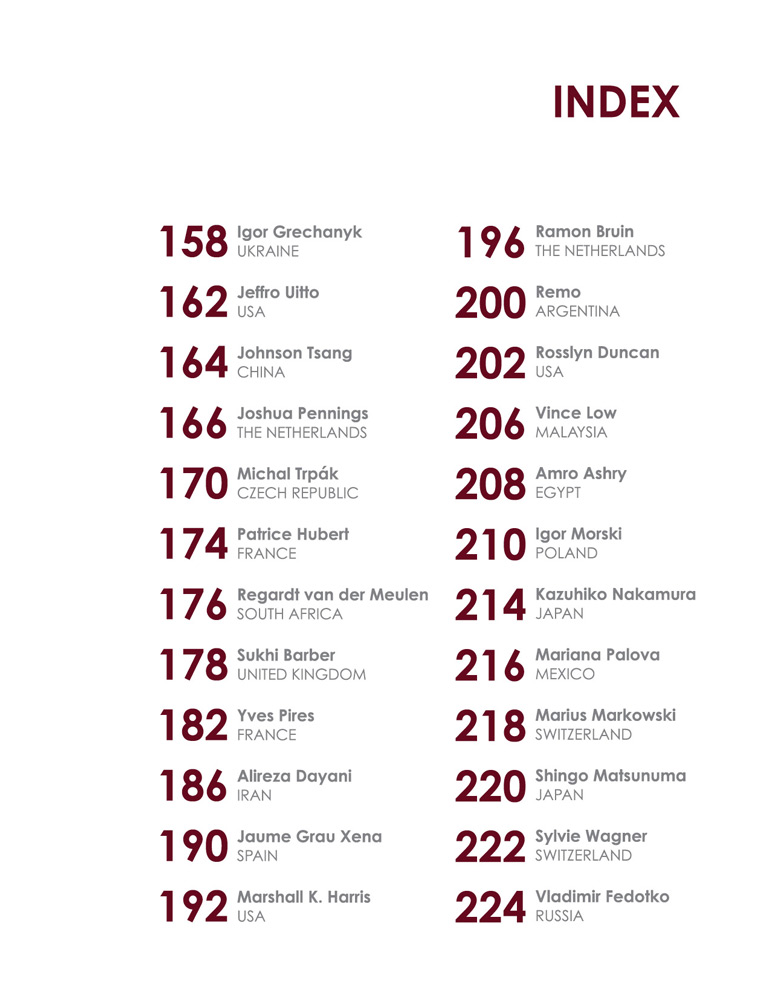 INDEX
158 Igor Grechanyk
UKRAINE
162 Jeffro Uitto
USA
164 Johnson Tsang
CHINA
166 Joshua Pennings
THE NETHERLANDS
170 Michal Trpák
CZECH REPUBLIC
174 Patrice Hubert
FRANCE
176 Regardt van der Meulen
SOUTH AFRICA
178 Sukhi Barber
UNITED KINGDOM
182 Yves Pires
FRANCE
186 Alireza Dayani
IRAN
190 Jaume Grau Xena
SPAIN
192 Marshall K. Harris
USA
196 Ramon Bruin
THE NETHERLANDS
200 Remo
ARGENTINA
202 Rosslyn Duncan
USA
206 Vince Low
MALAYSIA
208 Amro Ashry
EGYPT
210 Igor Morski
POLAND
214 Kazuhiko Nakamura
JAPAN
216 Mariana Palova
MEXICO
218 Marius Markowski
SWITZERLAND
220 Shingo Matsunuma
JAPAN
222 Sylvie Wagner
SWITZERLAND
224 Vladimir Fedotko
RUSSIA